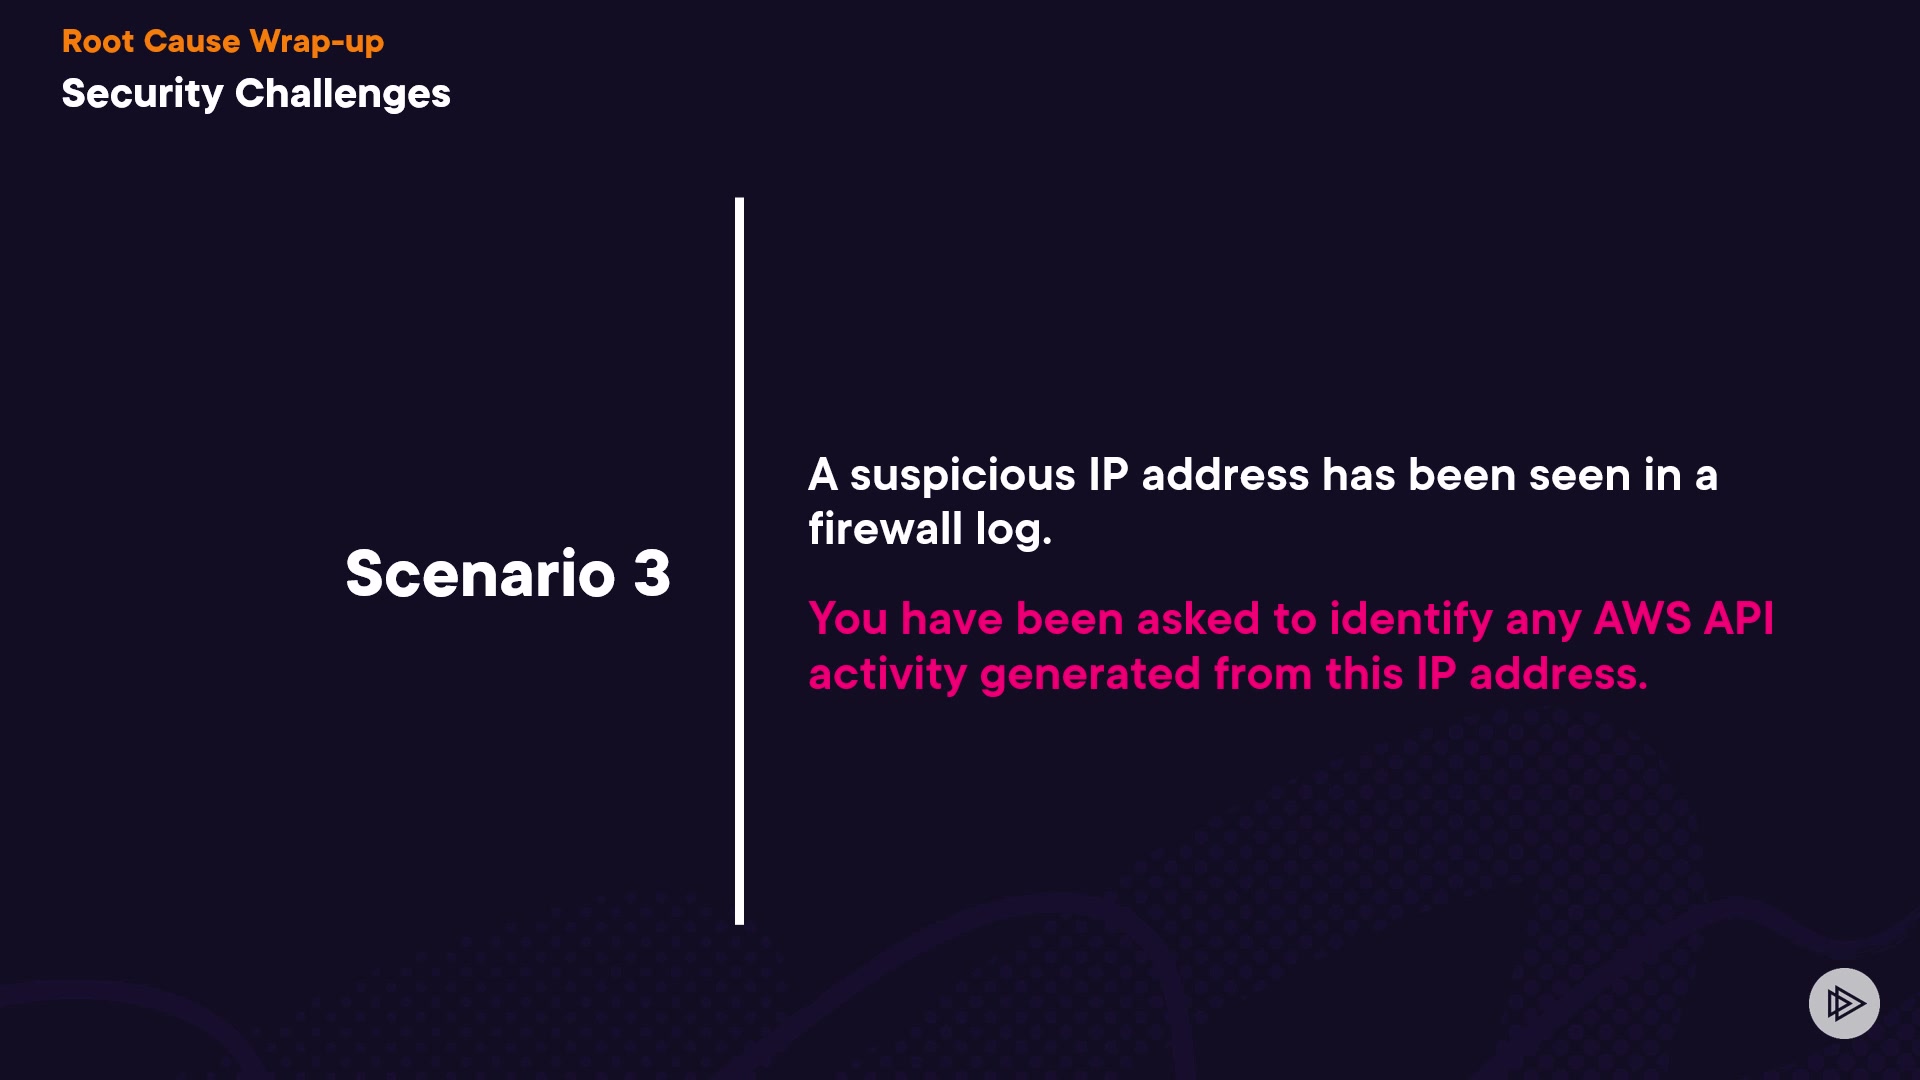 Root Cause Wrap-up
Security Challenges
Scenario 3
A suspicious IP address has been seen in a
firewall log.
You have been asked to identify any AWS API
activity generated from this IP address.